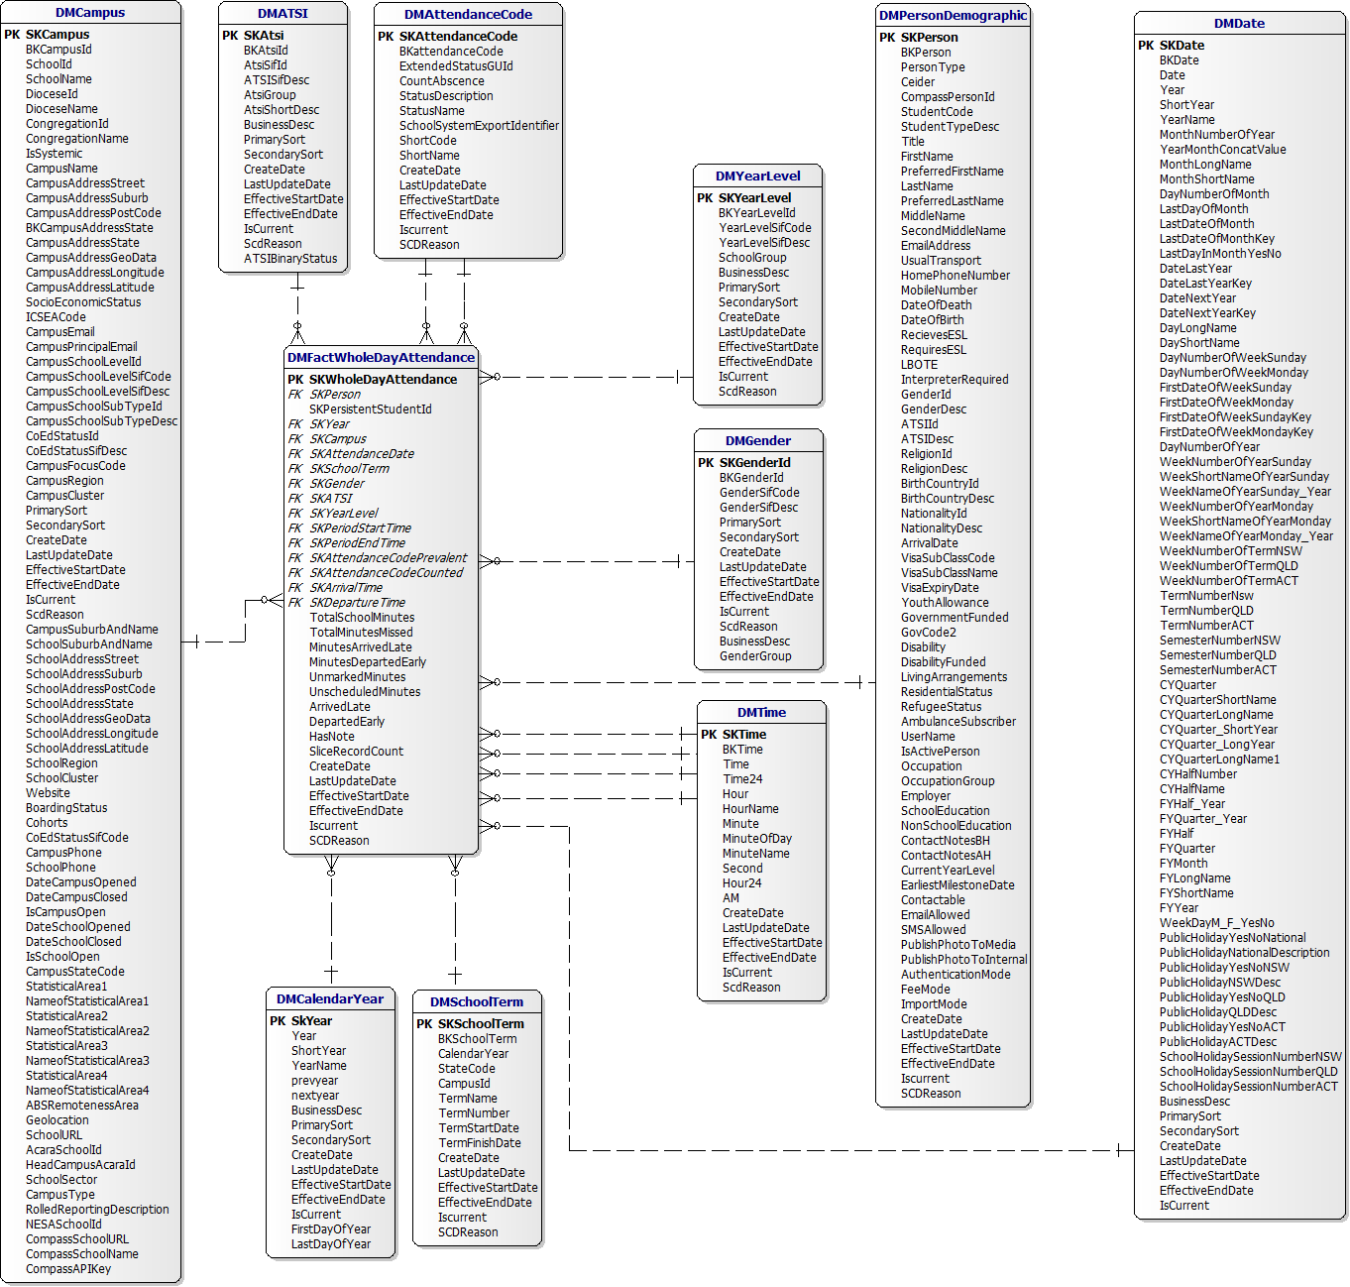 DMCampus
PK SKCampus
BKCampusId
SchoolId
SchoolName
DioceseId
DioceseName
CongregationId
CongregationName
IsSystemic
CampusName
CampusAddressStreet
CampusAddressSuburb
CampusAddressPostCode
BKCampusAddressState
CampusAddressState
CampusAddressGeoData
CampusAddressLongitude
CampusAddressLatitude
SocioEconomicStatus
ICSEACode
CampusEmail
CampusPrincipalEmail
CampusSchoolLevelId
CampusSchoolLevelSifCode
CampusSchoolLevelSifDesc
CampusSchoolSubTypeId
CampusSchoolSubTypeDesc
CoEdStatusId
CoEdStatusSifDesc
CampusFocusCode
CampusRegion
CampusCluster
PrimarySort
SecondarySort
CreateDate
LastUpdateDate
EffectiveStartDate
EffectiveEndDate
IsCurrent
ScdReason
CampusSuburbAndName
SchoolSuburbAndName
SchoolAddressStreet
SchoolAddressSuburb
SchoolAddressPostCode
SchoolAddressState
SchoolAddressGeoData
SchoolAddressLongitude
SchoolAddressLatitude
SchoolRegion
SchoolCluster
Website
BoardingStatus
Cohorts
CoEdStatusSifCode
CampusPhone
SchoolPhone
DateCampusOpened
DateCampusClosed
IsCampusOpen
DateSchoolOpened
DateSchoolClosed
IsSchoolOpen
CampusStateCode
StatisticalArea1
NameofStatisticalArea1
StatisticalArea2
NameofStatisticalArea2
StatisticalArea3
NameofStatisticalArea3
StatisticalArea4
NameofStatisticalArea4
ABSRemotenessArea
Geolocation
SchoolURL
AcaraSchoolId
HeadCampusAcaraId
SchoolSector
CampusType
RolledReportingDescription
NESASchoolId
CompassSchoolURL
CompassSchoolName
CompassAPIKey
DMATSI
PK SKAtsi
BKAtsiId
AtsiSifId
ATSISifDesc
AtsiGroup
AtsiShortDesc
BusinessDesc
PrimarySort
SecondarySort
CreateDate
LastUpdateDate
EffectiveStartDate
EffectiveEndDate
IsCurrent
ScdReason
ATSIBinaryStatus
DMAttendanceCode
PK SKAttendanceCode
BKattendanceCode
ExtendedStatusGUId
CountAbscence
StatusDescription
StatusName
SchoolSystemExportIdentifier
ShortCode
ShortName
CreateDate
LastUpdateDate
EffectiveStartDate
EffectiveEndDate
Iscurrent
SCDReason
DMFactWholeDayAttendance
PK SKWholeDayAttendance
FK SKPerson
SKPersistentStudentId
FK SKYear
FK SKCampus
FK SKAttendanceDate
FK SKSchoolTerm
FK SKGender
FK SKATSI
FK SKYearLevel
FK SKPeriodStartTime
FK SKPeriodEndTime
FK SKAttendanceCodePrevalent
FK SKAttendanceCodeCounted
FK SKArrivalTime
FK SKDepartureTime
TotalSchoolMinutes
TotalMinutesMissed
MinutesArrivedLate
MinutesDepartedEarly
UnmarkedMinutes
UnscheduledMinutes
ArrivedLate
DepartedEarly
HasNote
SliceRecordCount
CreateDate
LastUpdateDate
EffectiveStartDate
EffectiveEndDate
Iscurrent
SCDReason
DMCalendarYear
PK SkYear
Year
ShortYear
YearName
prevyear
nextyear
BusinessDesc
PrimarySort
SecondarySort
CreateDate
LastUpdateDate
EffectiveStartDate
EffectiveEndDate
IsCurrent
FirstDayOfYear
LastDayOfYear
DMSchoolTerm
PK SKSchoolTerm
BKSchoolTerm
CalendarYear
StateCode
CampusId
TermName
TermNumber
TermStartDate
TermFinishDate
CreateDate
LastUpdateDate
EffectiveStartDate
EffectiveEndDate
Iscurrent
SCDReason
DMYearLevel
PK SKYearLevel
BKYearLevelId
YearLevelSifCode
YearLevelSifDesc
SchoolGroup
BusinessDesc
PrimarySort
SecondarySort
CreateDate
LastUpdateDate
EffectiveStartDate
EffectiveEndDate
IsCurrent
ScdReason
DMGender
PK SKGenderId
BKGenderId
GenderSifCode
GenderSifDesc
PrimarySort
SecondarySort
CreateDate
LastUpdateDate
EffectiveStartDate
EffectiveEndDate
IsCurrent
ScdReason
BusinessDesc
GenderGroup
DMTime
PK SKTime
BKTime
Time
Time24
Hour
HourName
Minute
MinuteOfDay
MinuteName
Second
Hour24
AM
CreateDate
LastUpdateDate
EffectiveStartDate
EffectiveEndDate
IsCurrent
ScdReason
DMPersonDemographic
PK SKPerson
BKPerson
PersonType
Ceider
CompassPersonId
StudentCode
StudentTypeDesc
Title
FirstName
PreferredFirstName
LastName
PreferredLastName
MiddleName
SecondMiddleName
EmailAddress
UsualTransport
HomePhoneNumber
MobileNumber
DateOfDeath
DateOfBirth
RecievesESL
RequiresESL
LBOTE
InterpreterRequired
GenderId
GenderDesc
ATSIId
ATSIDesc
ReligionId
ReligionDesc
BirthCountryId
BirthCountryDesc
NationalityId
NationalityDesc
ArrivalDate
VisaSubClassCode
VisaSubClassName
VisaExpiryDate
YouthAllowance
GovernmentFunded
GovCode2
Disability
DisabilityFunded
LivingArrangements
ResidentialStatus
RefugeeStatus
AmbulanceSubscriber
UserName
IsActivePerson
Occupation
OccupationGroup
Employer
SchoolEducation
NonSchoolEducation
ContactNotesBH
ContactNotesAH
CurrentYearLevel
EarliestMilestoneDate
Contactable
EmailAllowed
SMSAllowed
PublishPhotoToMedia
PublishPhotoToInternal
AuthenticationMode
FeeMode
ImportMode
CreateDate
LastUpdateDate
EffectiveStartDate
EffectiveEndDate
Iscurrent
SCDReason
DMDate
PK SKDate
BKDate
Date
Year
ShortYear
YearName
MonthNumberOfYear
YearMonthConcatValue
MonthLongName
MonthShortName
DayNumberOfMonth
LastDayOfMonth
LastDateOfMonth
LastDateOfMonthKey
LastDayInMonthYesNo
DateLastYear
DateLastYearKey
DateNextYear
DateNextYearKey
DayLongName
DayShortName
DayNumberOfWeekSunday
DayNumberOfWeekMonday
FirstDateOfWeekSunday
FirstDateOfWeekMonday
FirstDateOfWeekSundayKey
FirstDateOfWeekMondayKey
DayNumberOfYear
WeekNumberOfYearSunday
WeekShortNameOfYearSunday
WeekNameOfYearSunday_Year
WeekNumberOfYearMonday
WeekShortNameOfYearMonday
WeekNameOfYearMonday_Year
WeekNumberOfTermNSW
WeekNumberOfTermQLD
WeekNumberOfTermACT
TermNumberNsw
TermNumberQLD
TermNumberACT
SemesterNumberNSW
SemesterNumberQLD
SemesterNumberACT
CYQuarter
CYQuarterShortName
CYQuarterLongName
CYQuarter_ShortYear
CYQuarter_LongYear
CYQuarterLongName1
CYHalfNumber
CYHalfName
FYHalf_Year
FYQuarter_Year
FYHalf
FYQuarter
FYMonth
FYLongName
FYShortName
FYYear
WeekDayM_F_YesNo
PublicHolidayYesNoNational
PublicHolidayNationalDescription
PublicHolidayYesNoNSW
PublicHolidayNSWDesc
PublicHolidayYesNoQLD
PublicHolidayQLDDesc
PublicHolidayYesNoACT
PublicHolidayACTDesc
SchoolHolidaySessionNumberNSW
SchoolHolidaySessionNumberQLD
SchoolHolidaySessionNumberACT
BusinessDesc
PrimarySort
SecondarySort
CreateDate
LastUpdateDate
EffectiveStartDate
EffectiveEndDate
IsCurrent